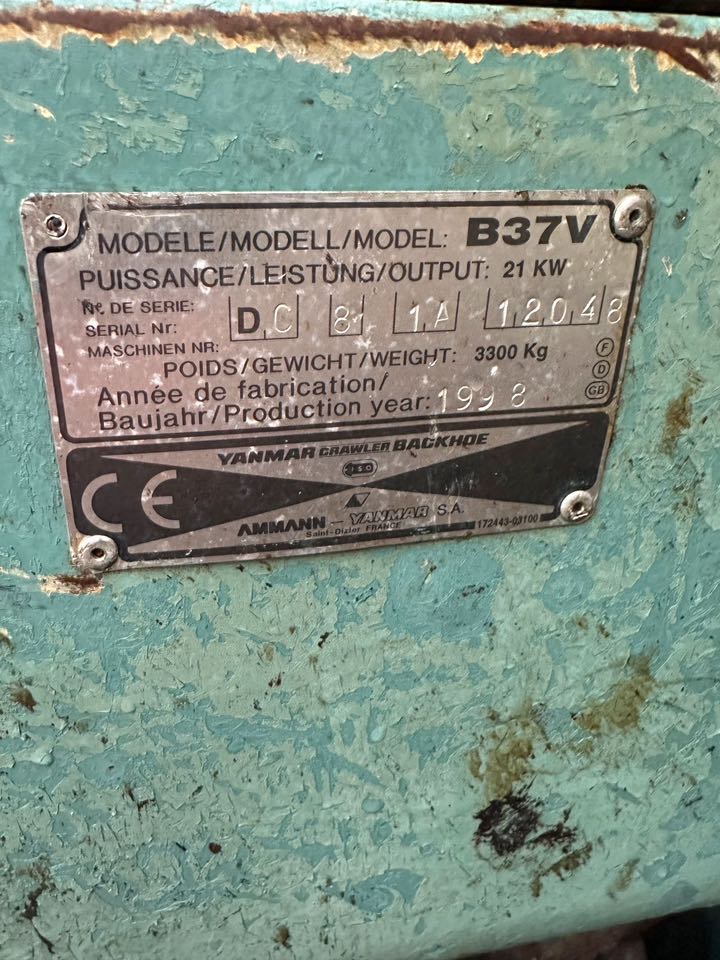 MODELE/MODELL/MODEL: B37V
PUISSANCE/LEISTUNG/OUTPUT: 21 KW
No. DE SERIE:
SERIAL Nr: D C 8 1A 12048
MASCHINEN NR:
POIDS/GEWICHT/WEIGHT: 3300 Kg
F
Année de fabrication/
D
Baujahr/Production year: 1998
GB
YANMAR CRAWLER BACKHOE
ISO
CE
AMMANN - YANMAR S.A.
Saint-Dizier FRANCE
172443-03100